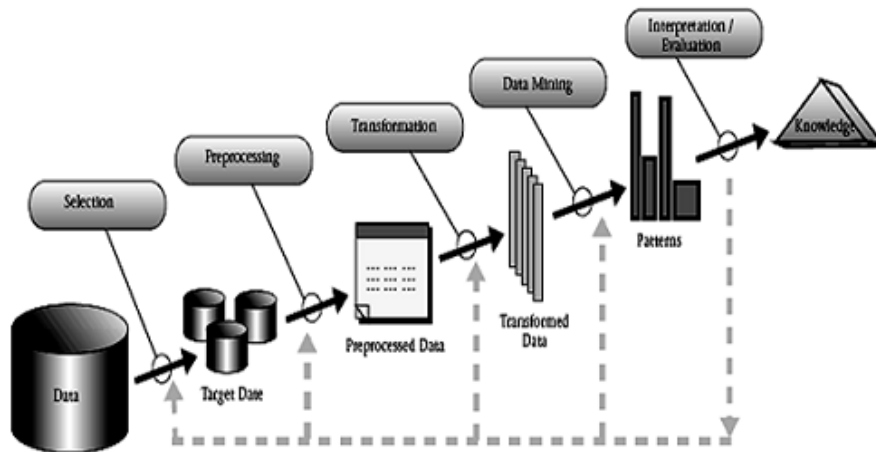 Interpretation /
Evaluation
Data Mining
Transformation
Preprocessing
Selection
Knowledge
Patterns
Transformed
Data
Preprocessed Data
Target Date
Data